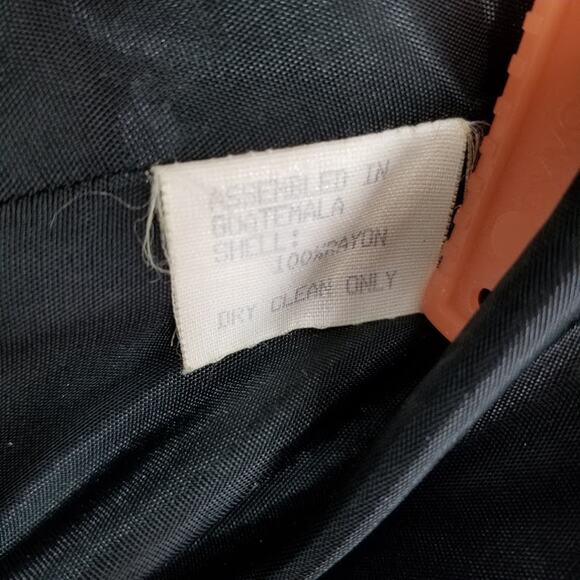 ASSEMBLED IN
GUATEMALA
SHELL:
100%RAYON
DRY CLEAN ONLY